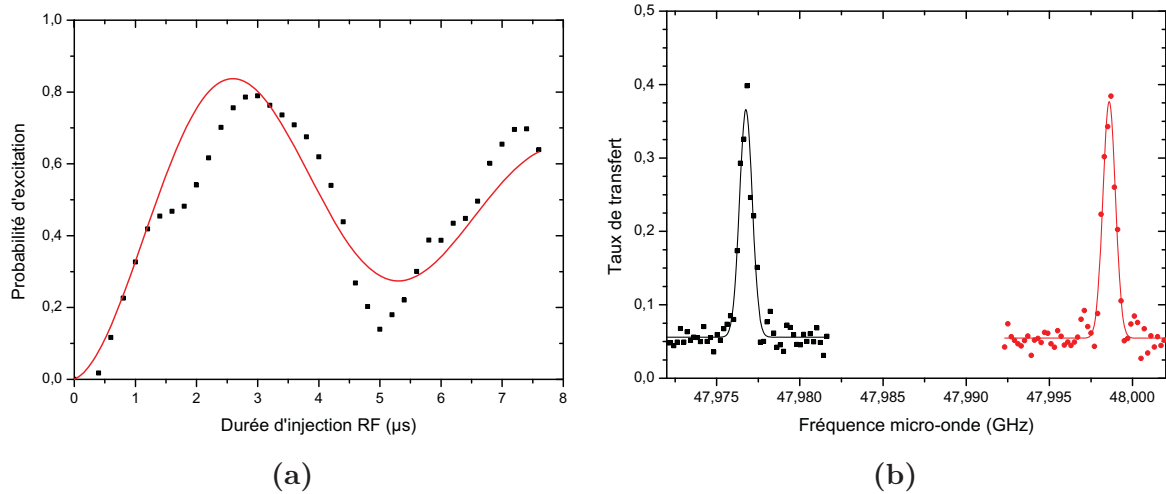 1,0
0,8
0,6
0,4
0,2
0,0
0 1 2 3 4 5 6 7 8
Probabilité d'excitation
Durée d'injection RF (µs)
(a)
0,5
0,4
0,3
0,2
0,1
0,0
47,975 47,980 47,985 47,990 47,995 48,000
Taux de transfert
Fréquence micro-onde (GHz)
(b)